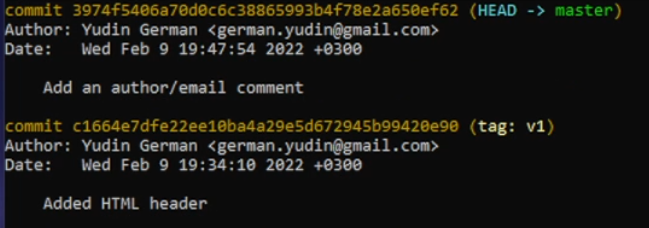 commit 3974f5406a70d0c6c38865993b4f78e2a650ef62 (HEAD -> master)
Author: Yudin German <german.yudin@gmail.com>
Date:   Wed Feb 9 19:47:54 2022 +0300
Add an author/email comment
commit c1664e7dfe22ee10ba4a29e5d672945b99420e90 (tag: v1)
Author: Yudin German <german.yudin@gmail.com>
Date:   Wed Feb 9 19:34:10 2022 +0300
Added HTML header